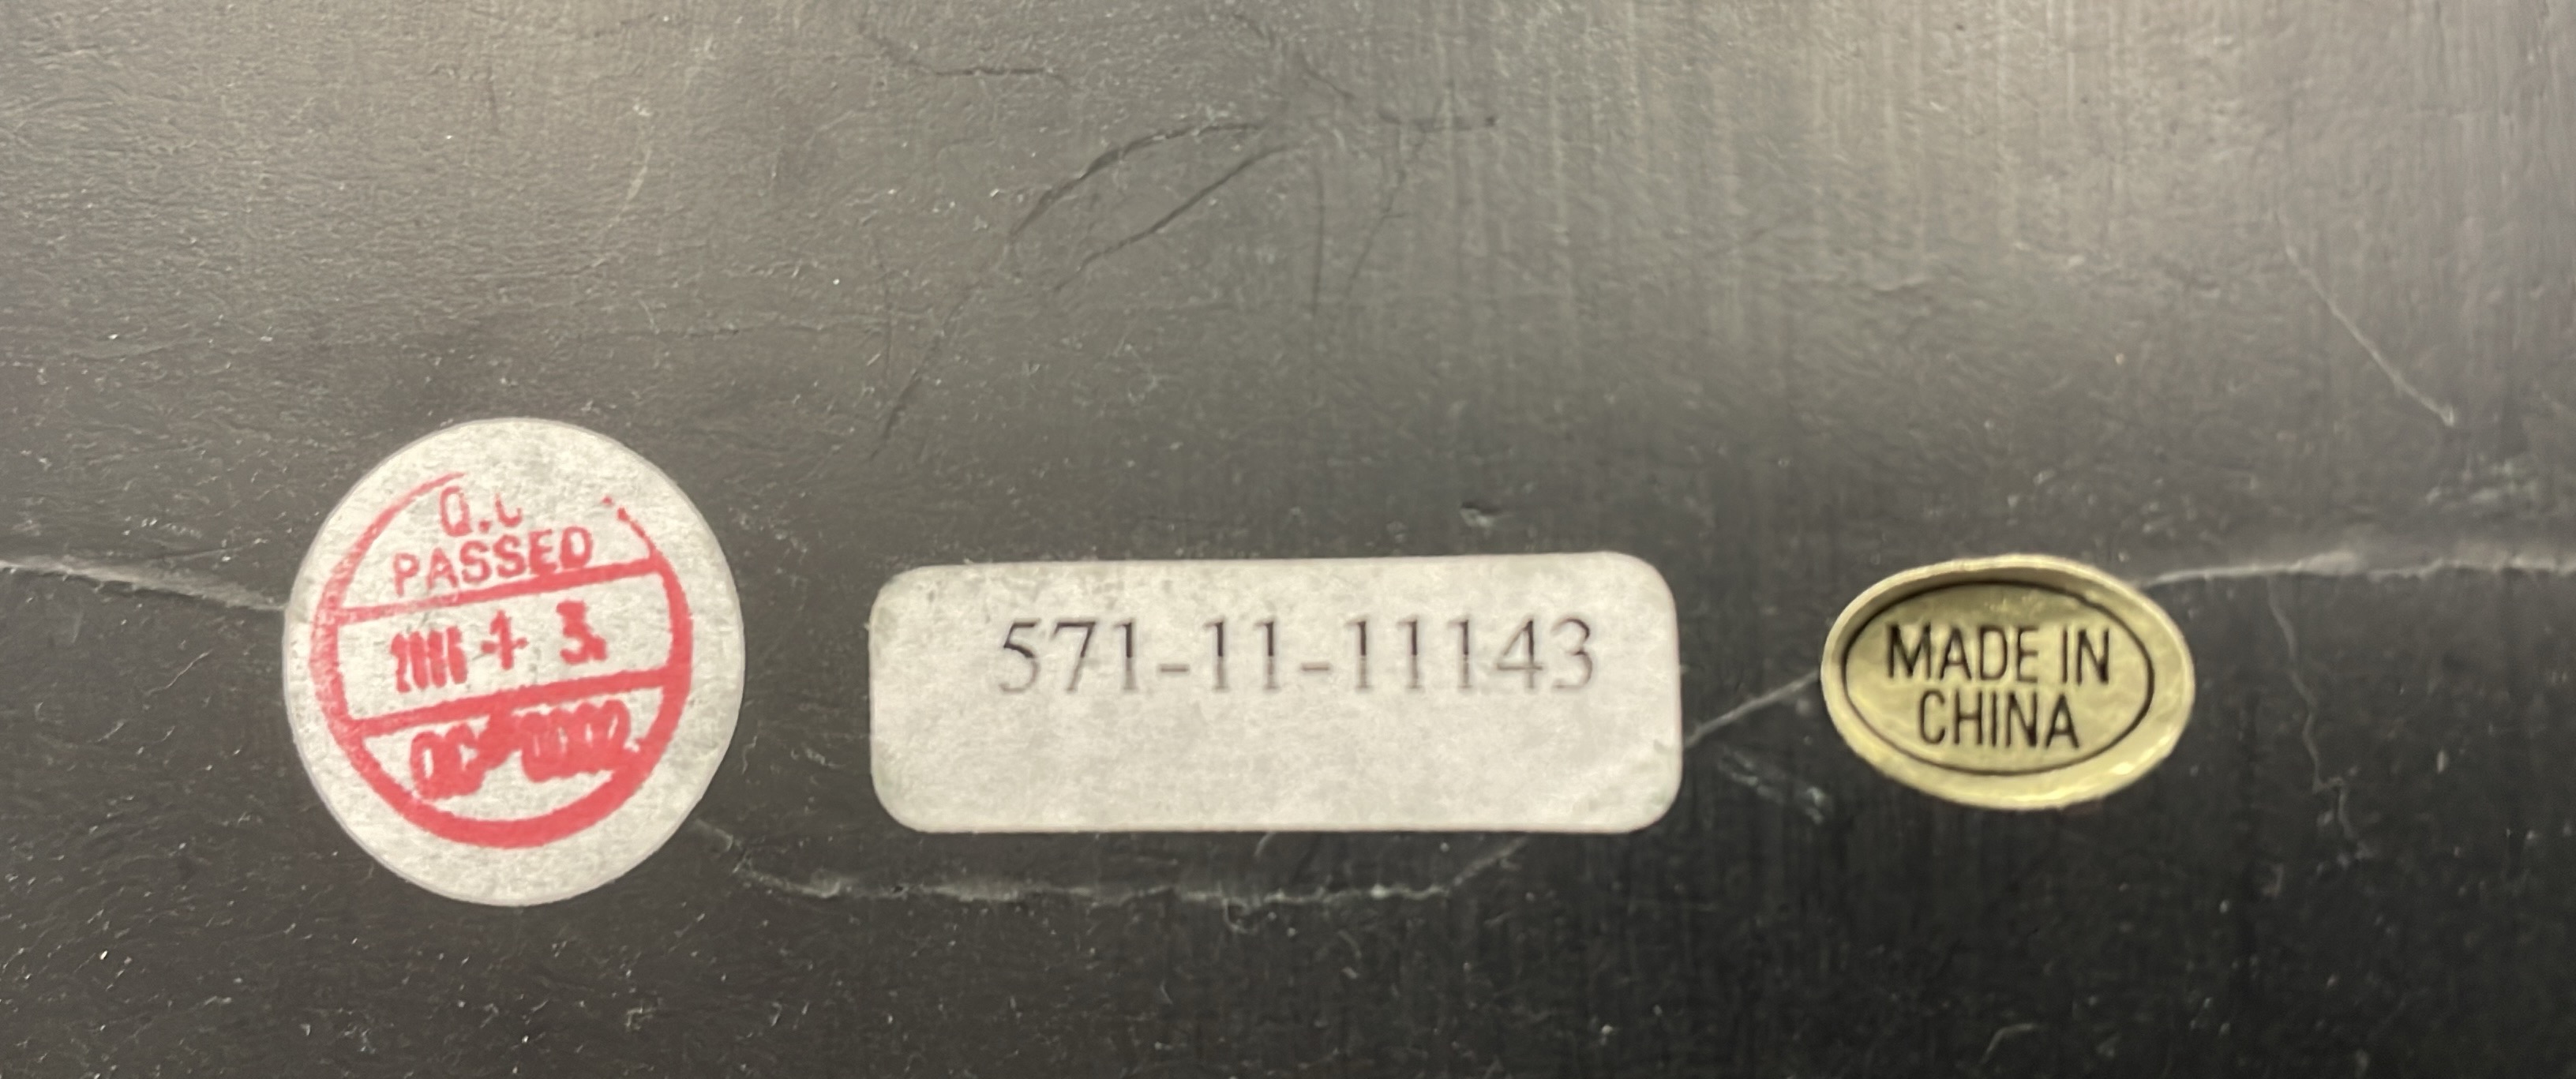 Q.C
PASSED
571-11-11143
MADE IN
CHINA